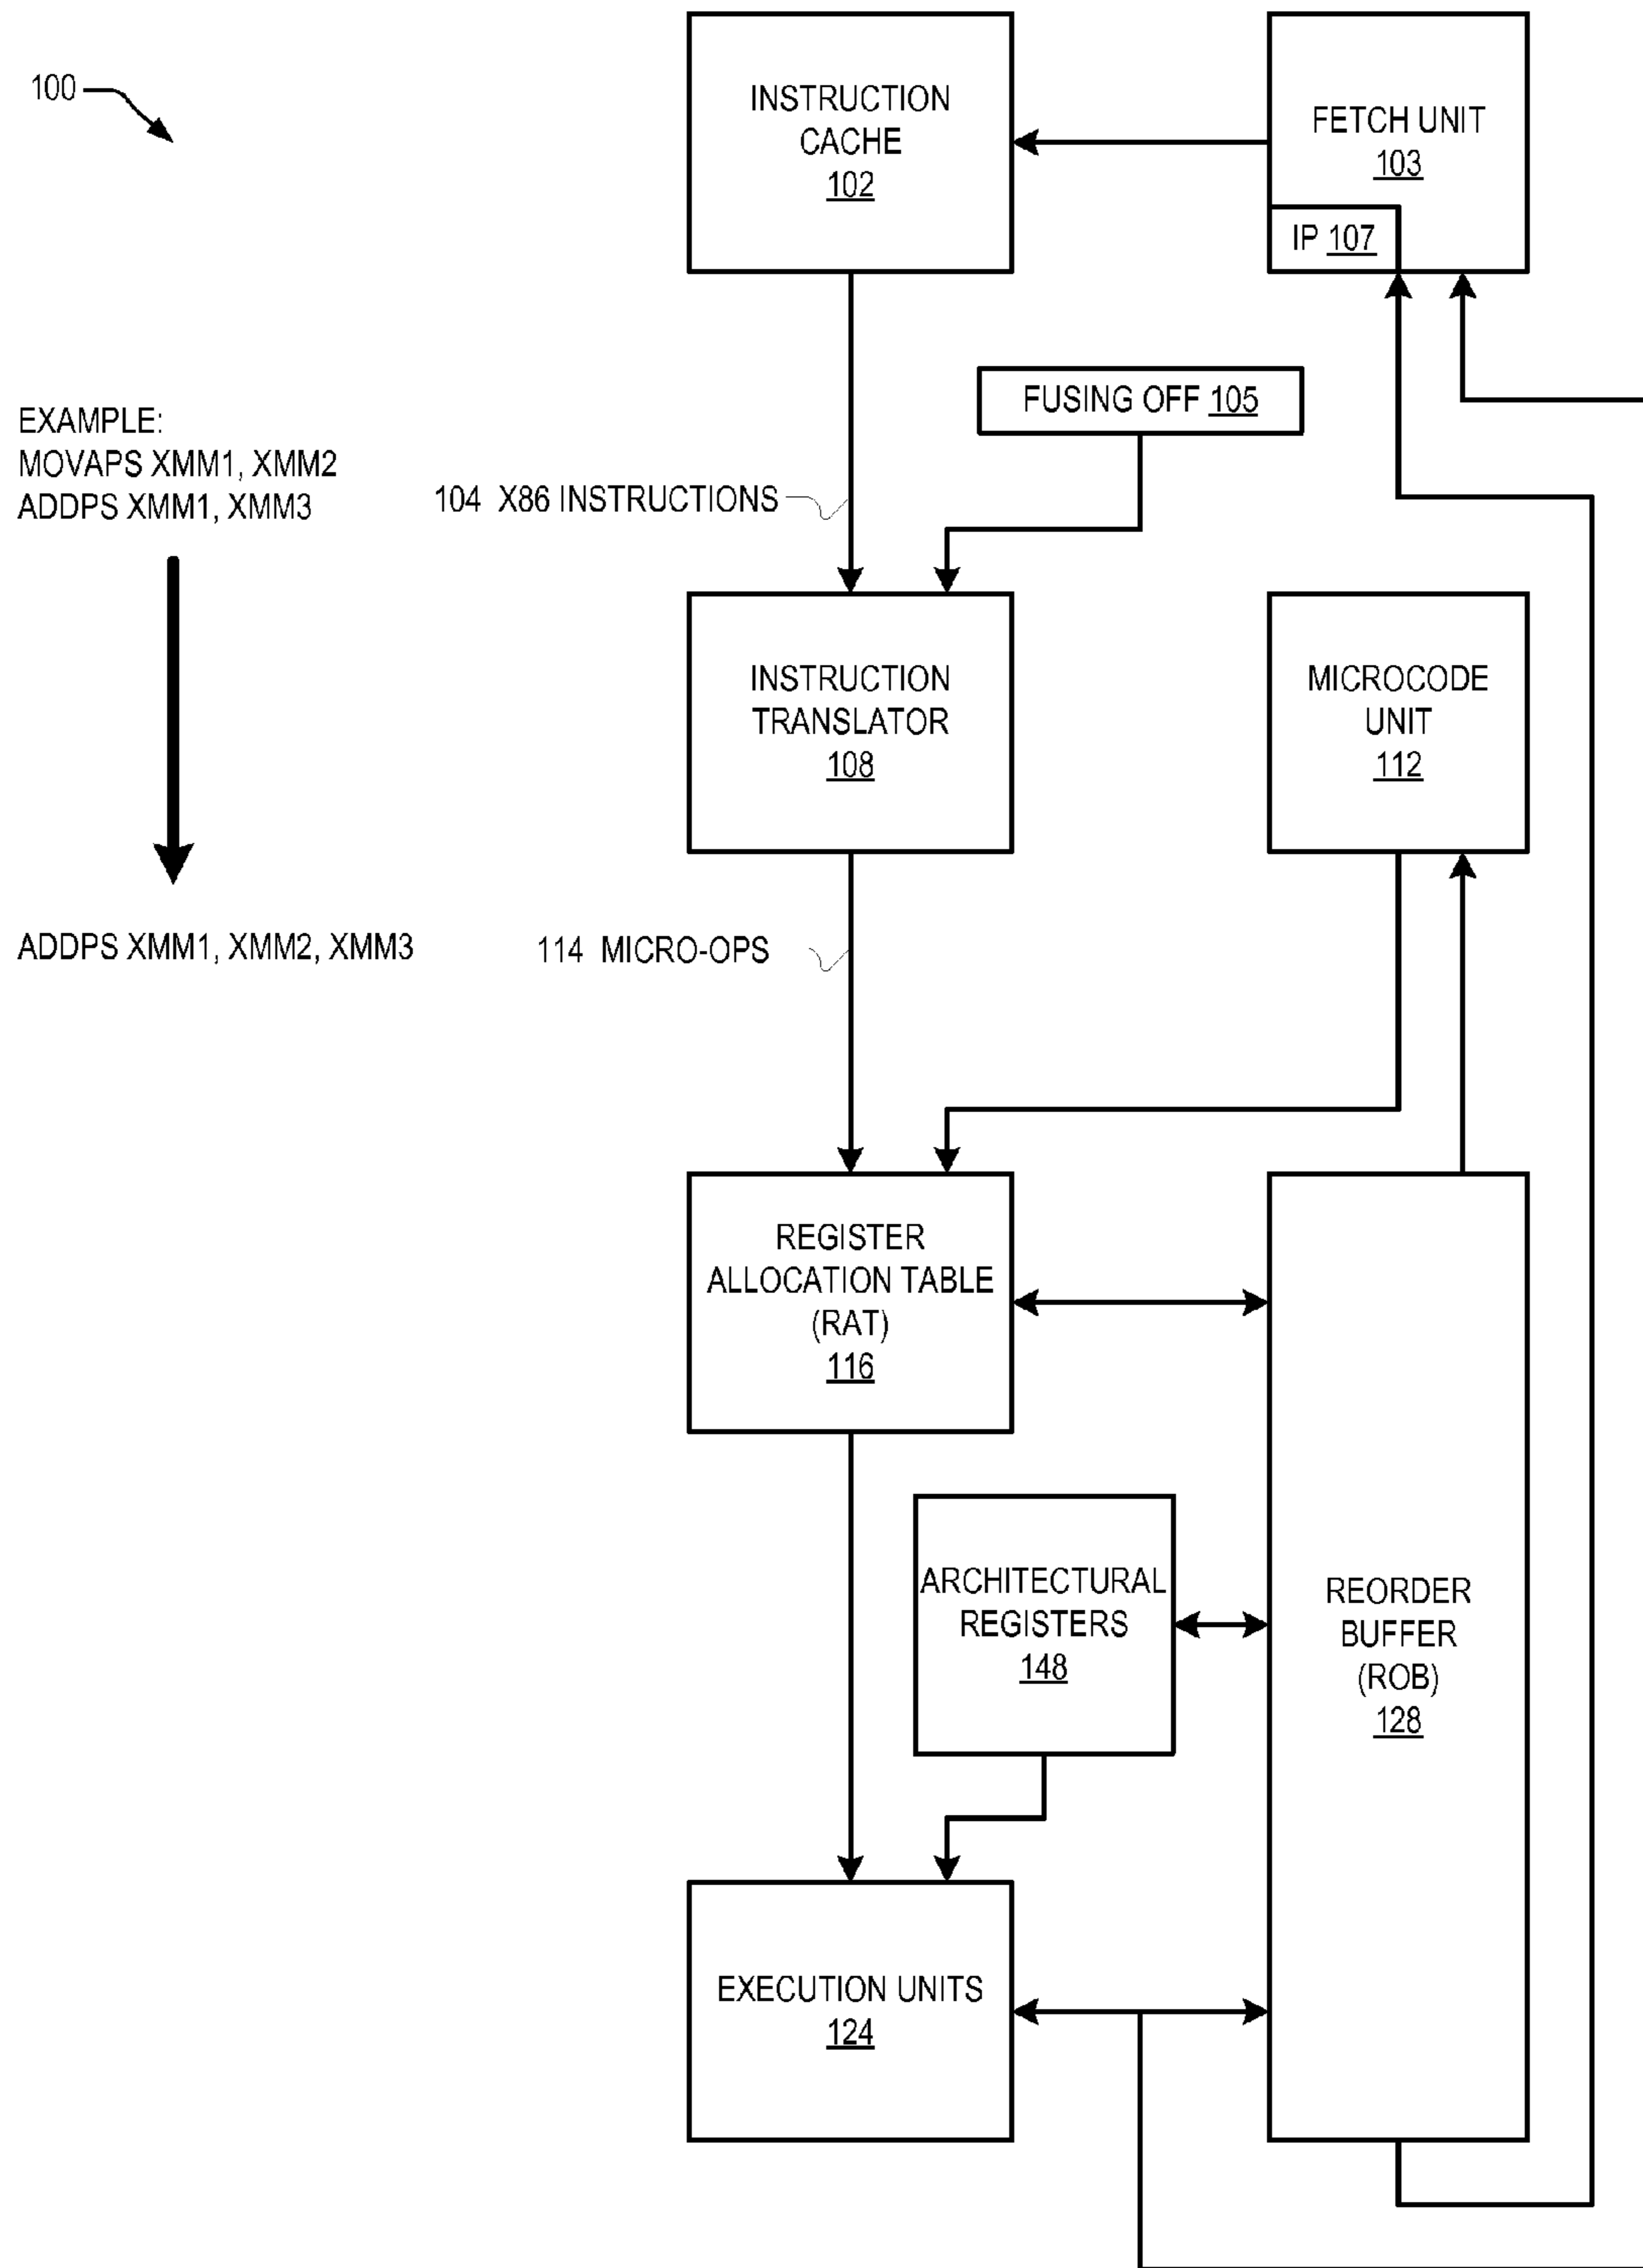 100
INSTRUCTION
CACHE
102
FETCH UNIT
103
IP 107
FUSING OFF 105
EXAMPLE:
MOVAPS XMM1, XMM2
ADDPS XMM1, XMM3
104 X86 INSTRUCTIONS
INSTRUCTION
TRANSLATOR
108
MICROCODE
UNIT
112
ADDPS XMM1, XMM2, XMM3
114 MICRO-OPS
REGISTER
ALLOCATION TABLE
(RAT)
116
ARCHITECTURAL
REGISTERS
148
REORDER
BUFFER
(ROB)
128
EXECUTION UNITS
124